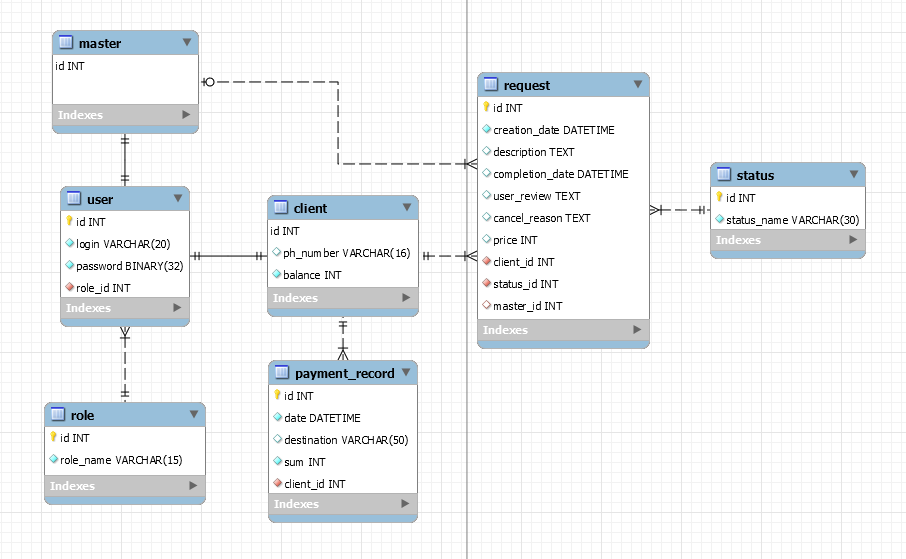 master
id INT
Indexes
user
id INT
login VARCHAR(20)
password BINARY(32)
role_id INT
Indexes
role
id INT
role_name VARCHAR(15)
Indexes
client
id INT
ph_number VARCHAR(16)
balance INT
Indexes
payment_record
id INT
date DATETIME
destination VARCHAR(50)
sum INT
client_id INT
Indexes
request
id INT
creation_date DATETIME
description TEXT
completion_date DATETIME
user_review TEXT
cancel_reason TEXT
price INT
client_id INT
status_id INT
master_id INT
Indexes
status
id INT
status_name VARCHAR(30)
Indexes